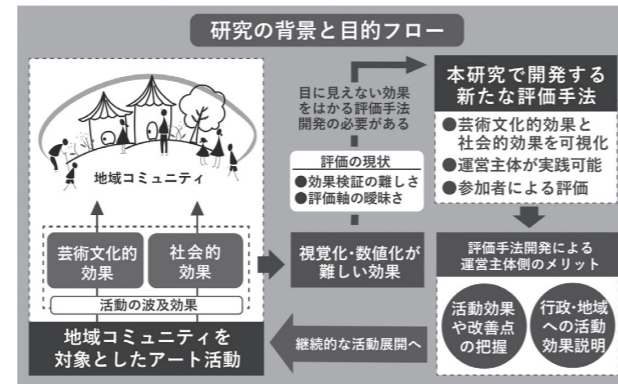 研究の背景と目的フロー
地域コミュニティ
芸術文化的
効果
社会的
効果
活動の波及効果
地域コミュニティを
対象としたアート活動
目に見えない効果
をはかる評価手法
開発の必要がある
評価の現状
●効果検証の難しさ
●評価軸の曖昧さ
視覚化・数値化が
難しい効果
本研究で開発する
新たな評価手法
●芸術文化的効果と
社会的効果を可視化
●運営主体が実践可能
●参加者による評価
評価手法開発による
運営主体側のメリット
活動効果
や改善点
の把握
行政・地域
への活動
効果説明
継続的な活動展開へ